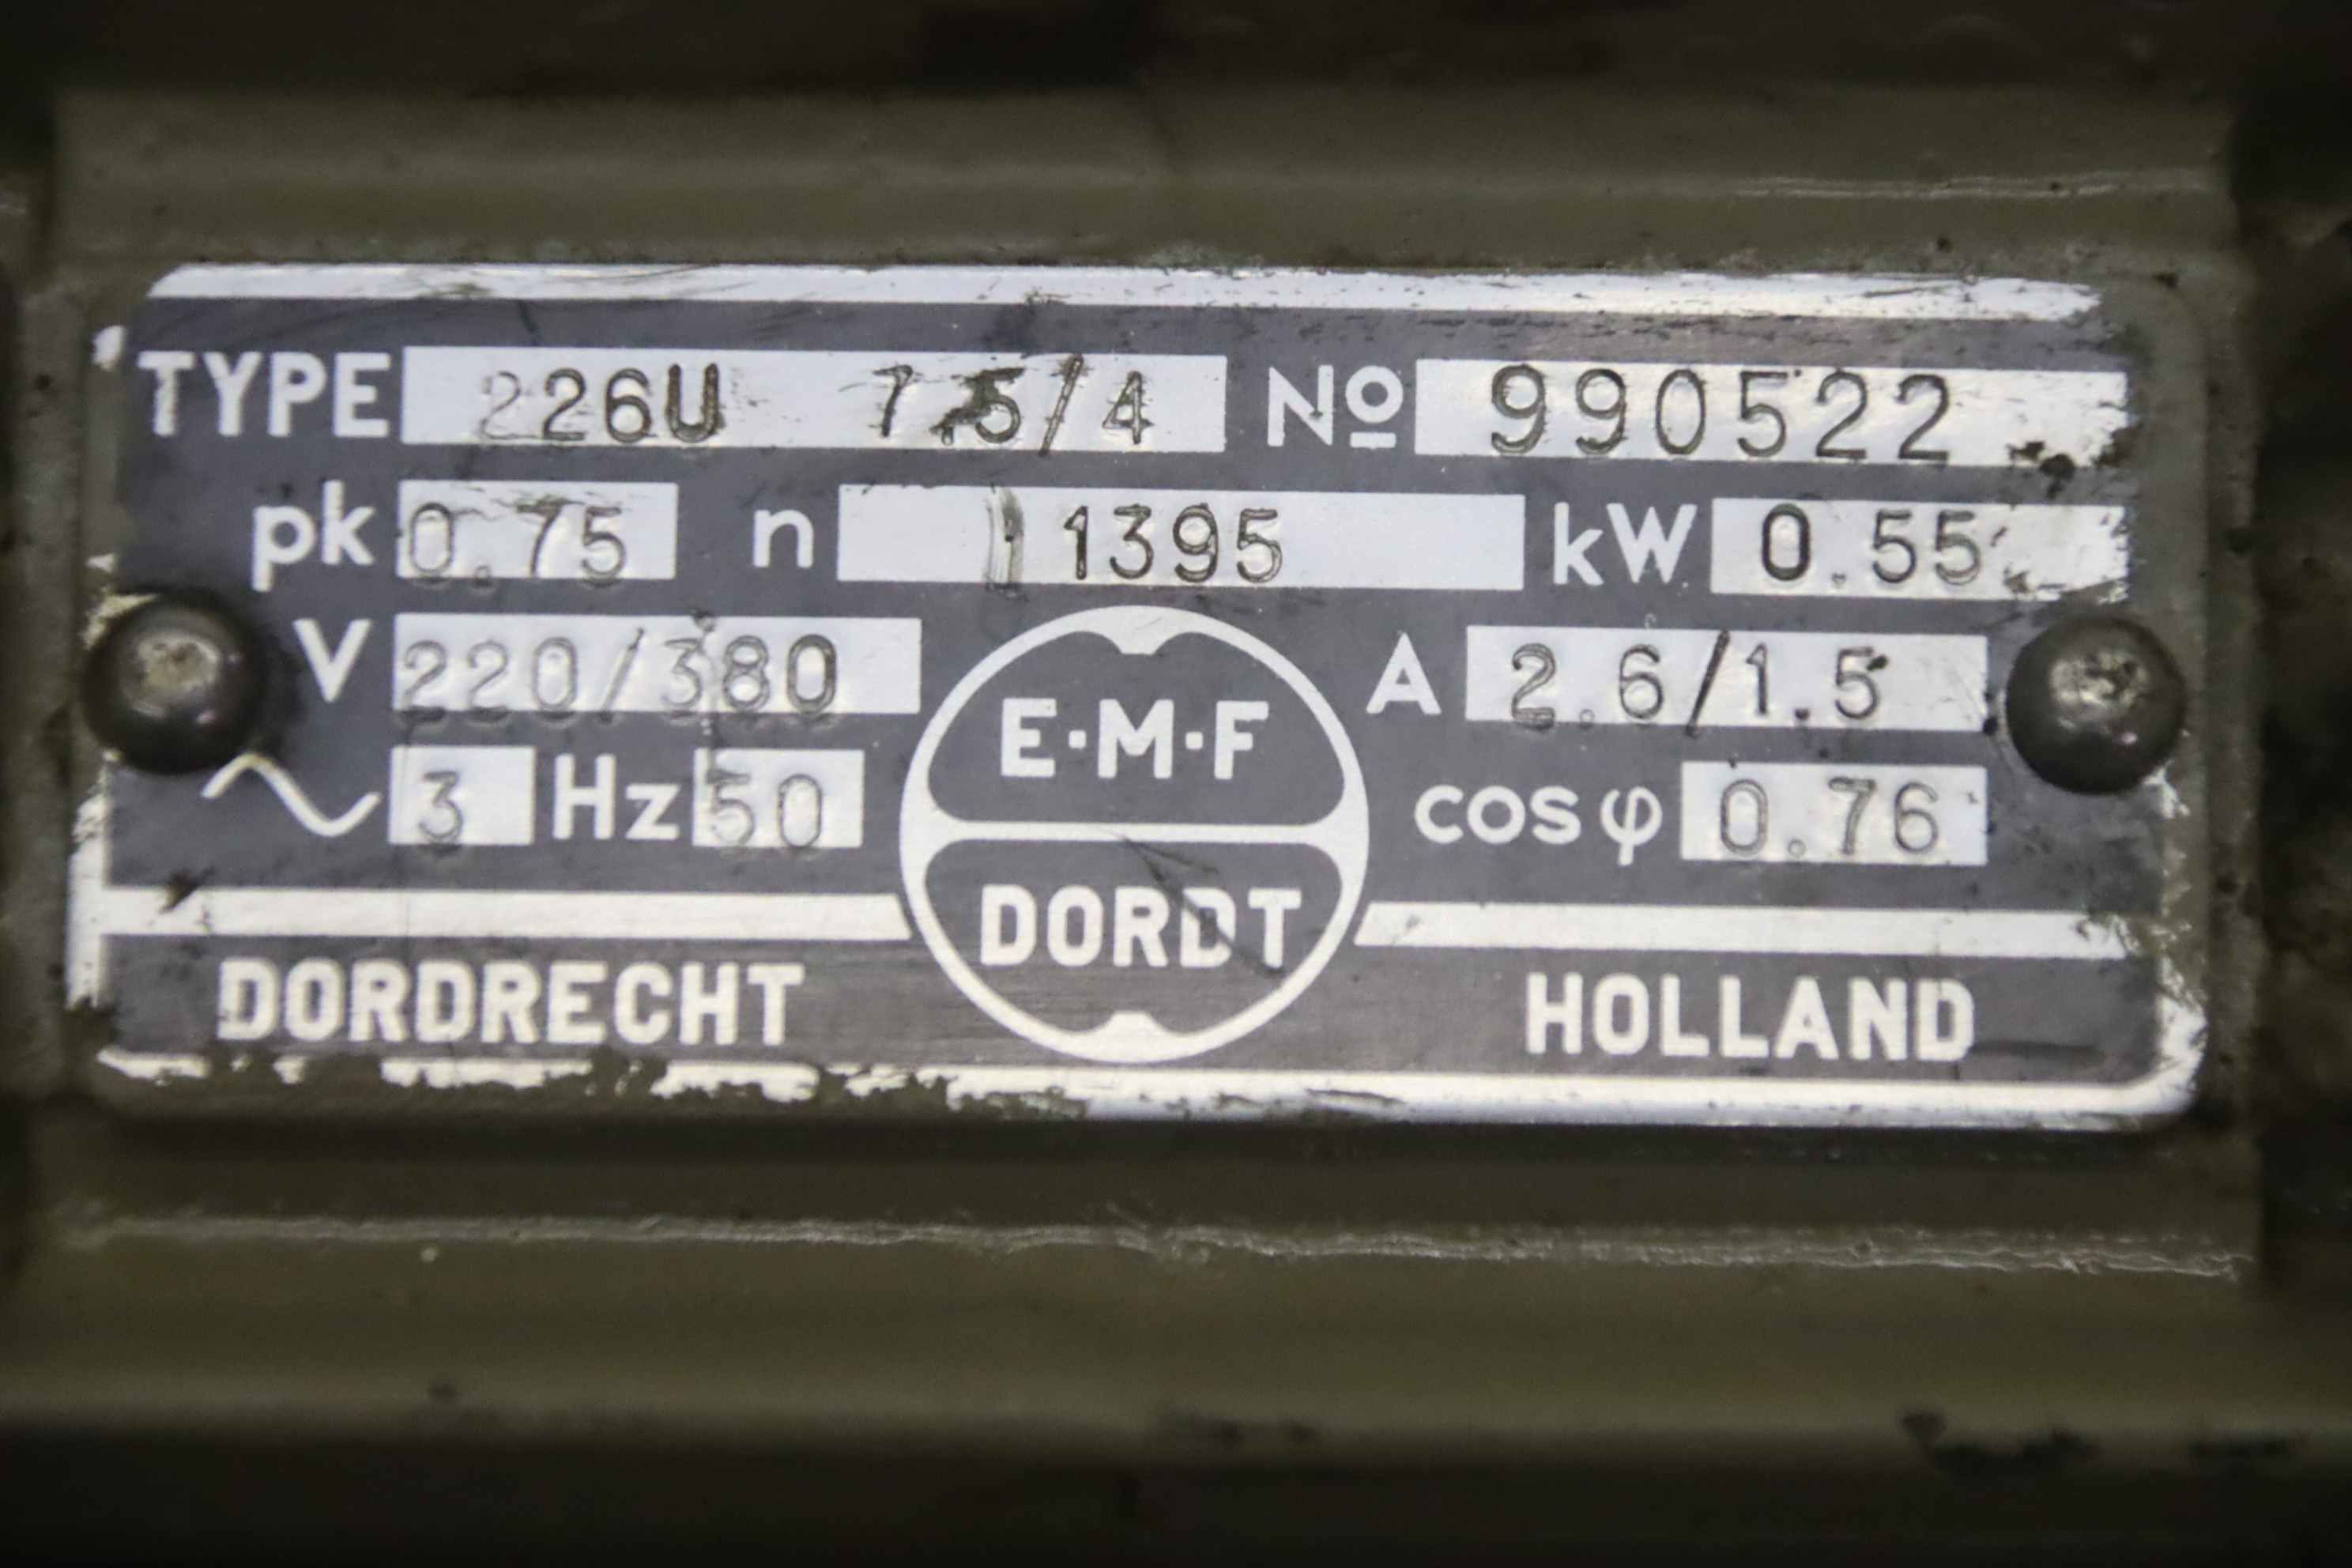 TYPE 226U 7.5/4 No 990522
pk 0.75 n 1395 kW 0.55
V 220/380 A 2.6/1.5
~ 3 Hz 50 cos φ 0.76
E·M·F
DORDT
DORDRECHT HOLLAND